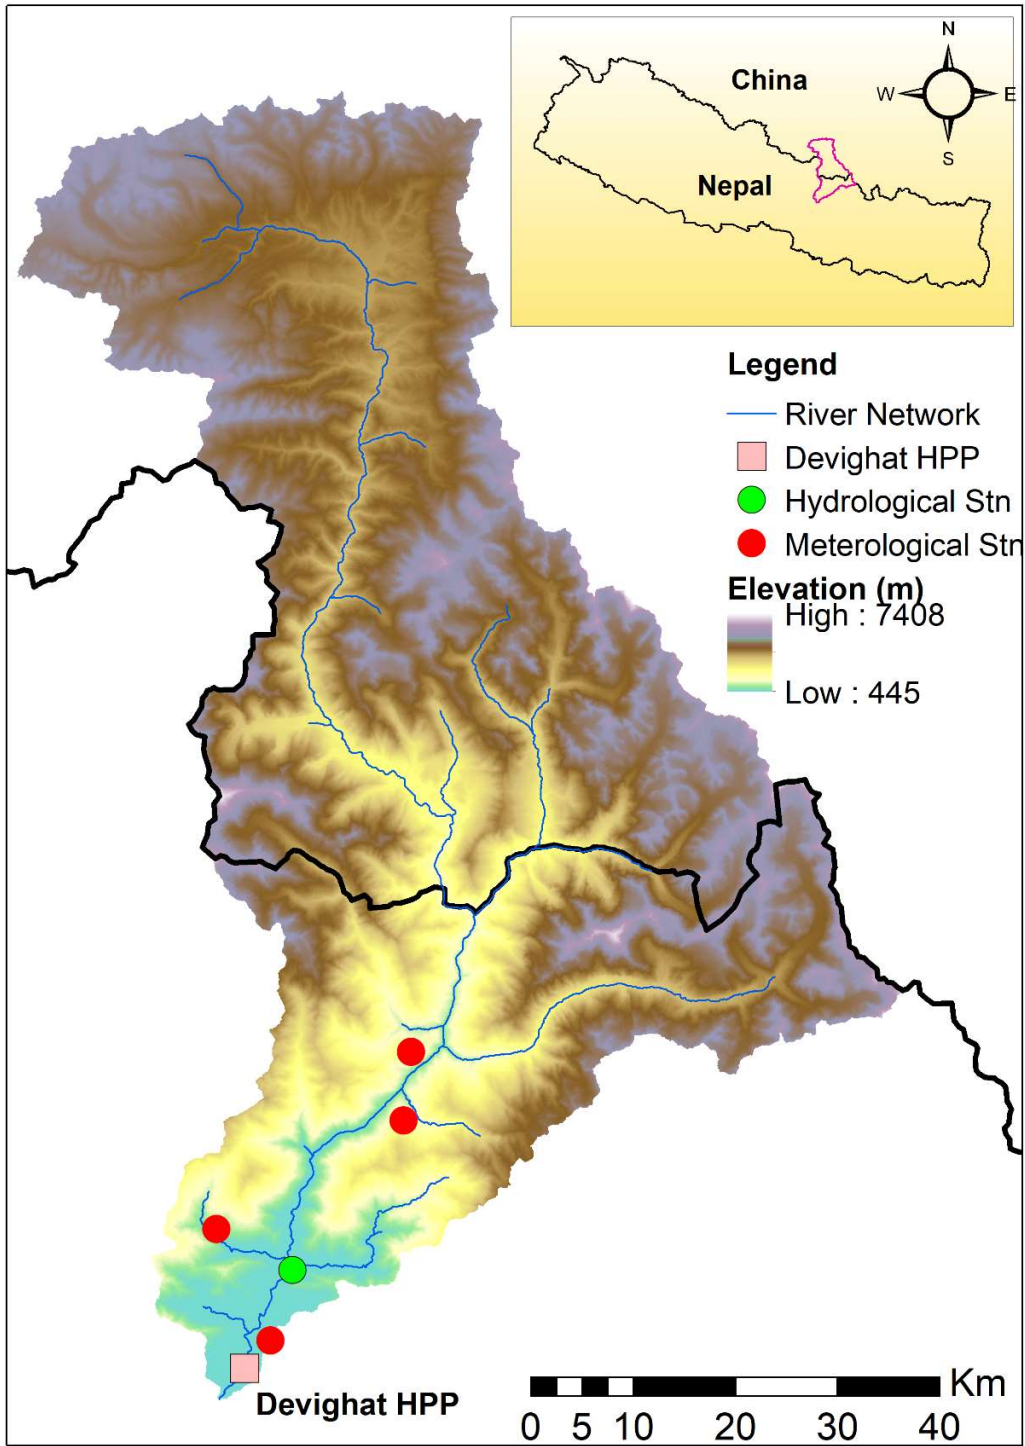 N
China
W
E
S
Nepal
Legend
River Network
Devighat HPP
Hydrological Stn
Meterological Stn
Elevation (m)
High : 7408
Low : 445
Devighat HPP
Km
0 5 10 20 30 40